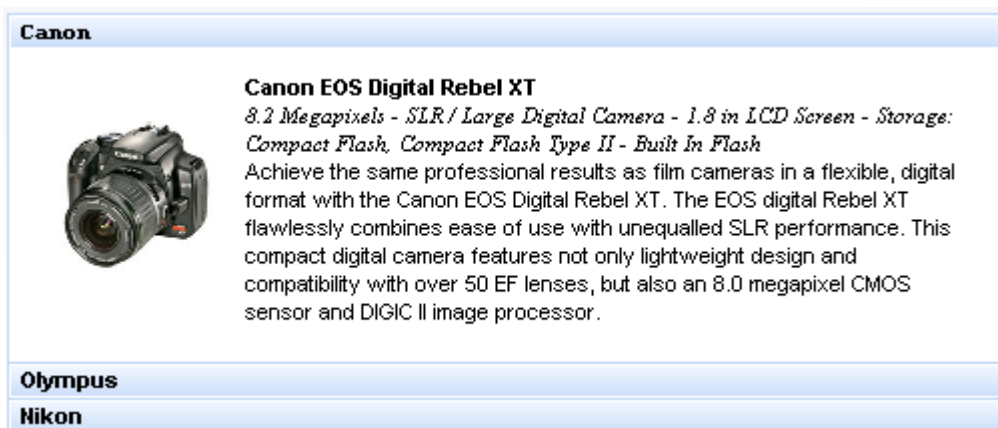 Canon
Canon EOS Digital Rebel XT
8.2 Megapixels - SLR / Large Digital Camera - 1.8 in LCD Screen - Storage:
Compact Flash, Compact Flash Type II - Built In Flash
Achieve the same professional results as film cameras in a flexible, digital
format with the Canon EOS Digital Rebel XT. The EOS digital Rebel XT
flawlessly combines ease of use with unequalled SLR performance. This
compact digital camera features not only lightweight design and
compatibility with over 50 EF lenses, but also an 8.0 megapixel CMOS
sensor and DIGIC II image processor.
Olympus
Nikon